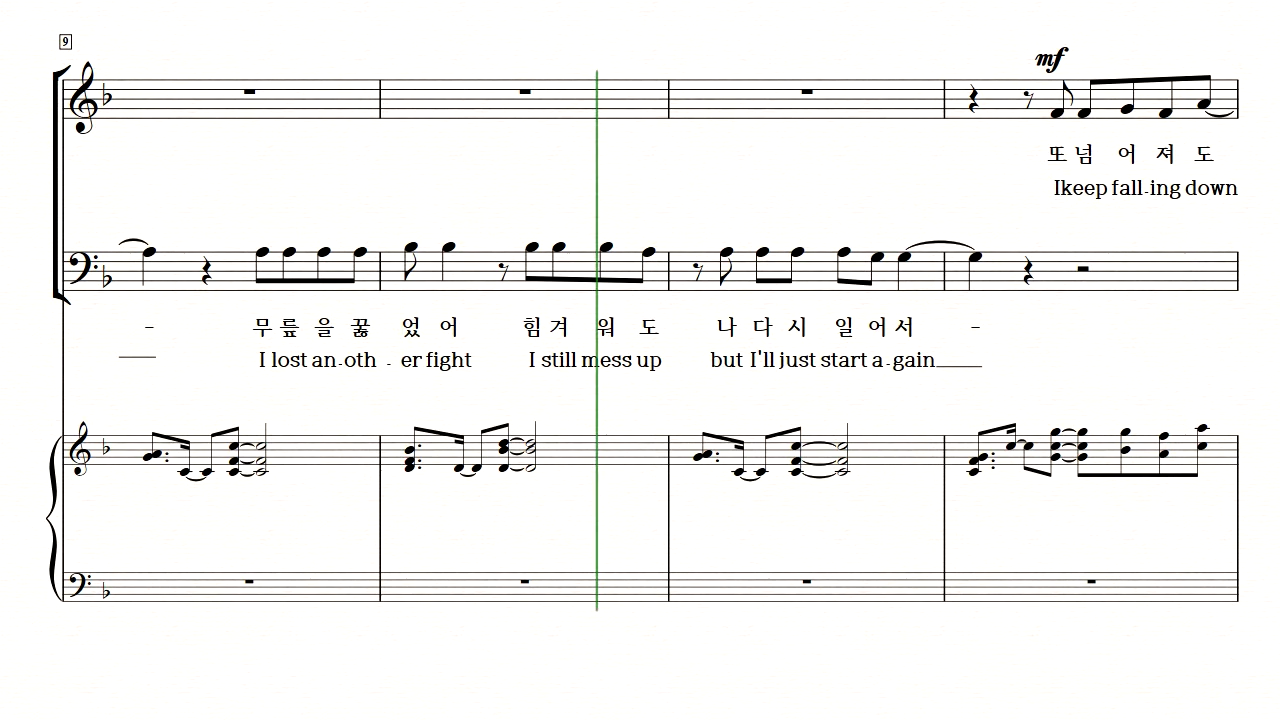 9
mf
또 넘 어 져 도
Ikeep fall-ing down
- 무릎 을 꿇 었 어 힘 겨 워 도 나 다 시 일 어 서 -
I lost an-oth - er fight I still mess up but I'll just start a-gain